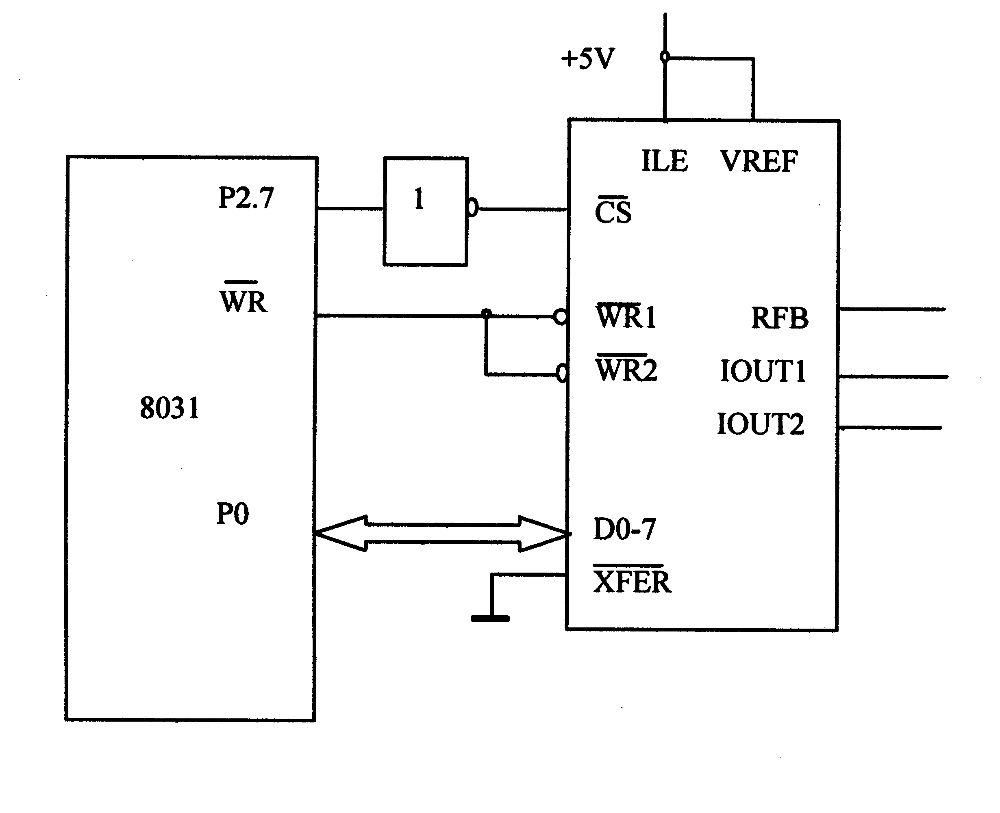 +5V
ILE VREF
P2.7
1
CS
WR
WR1
RFB
WR2
IOUT1
8031
IOUT2
P0
D0-7
XFER